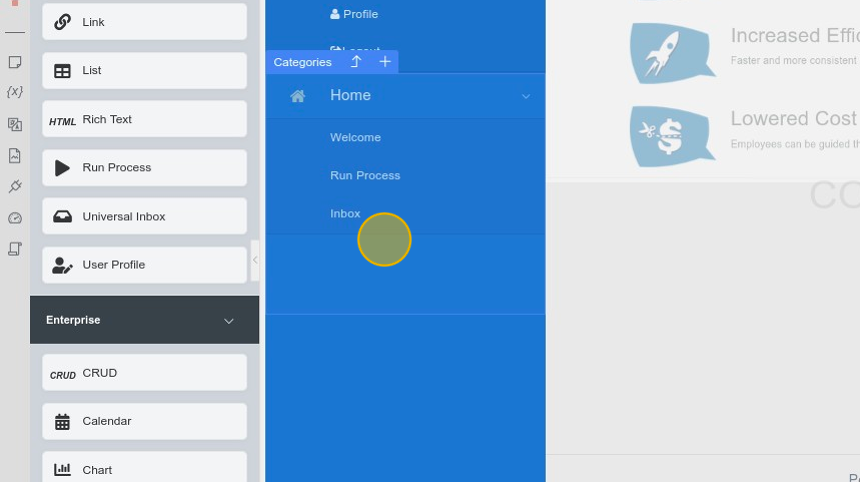 Link
List
{x}
HTML Rich Text
Run Process
Universal Inbox
User Profile
Enterprise
CRUD CRUD
Calendar
Chart
Profile
Logout
Categories
Home
Welcome
Run Process
Inbox
Increased Effic
Faster and more consistent
Lowered Cost
Employees can be guided th
CO